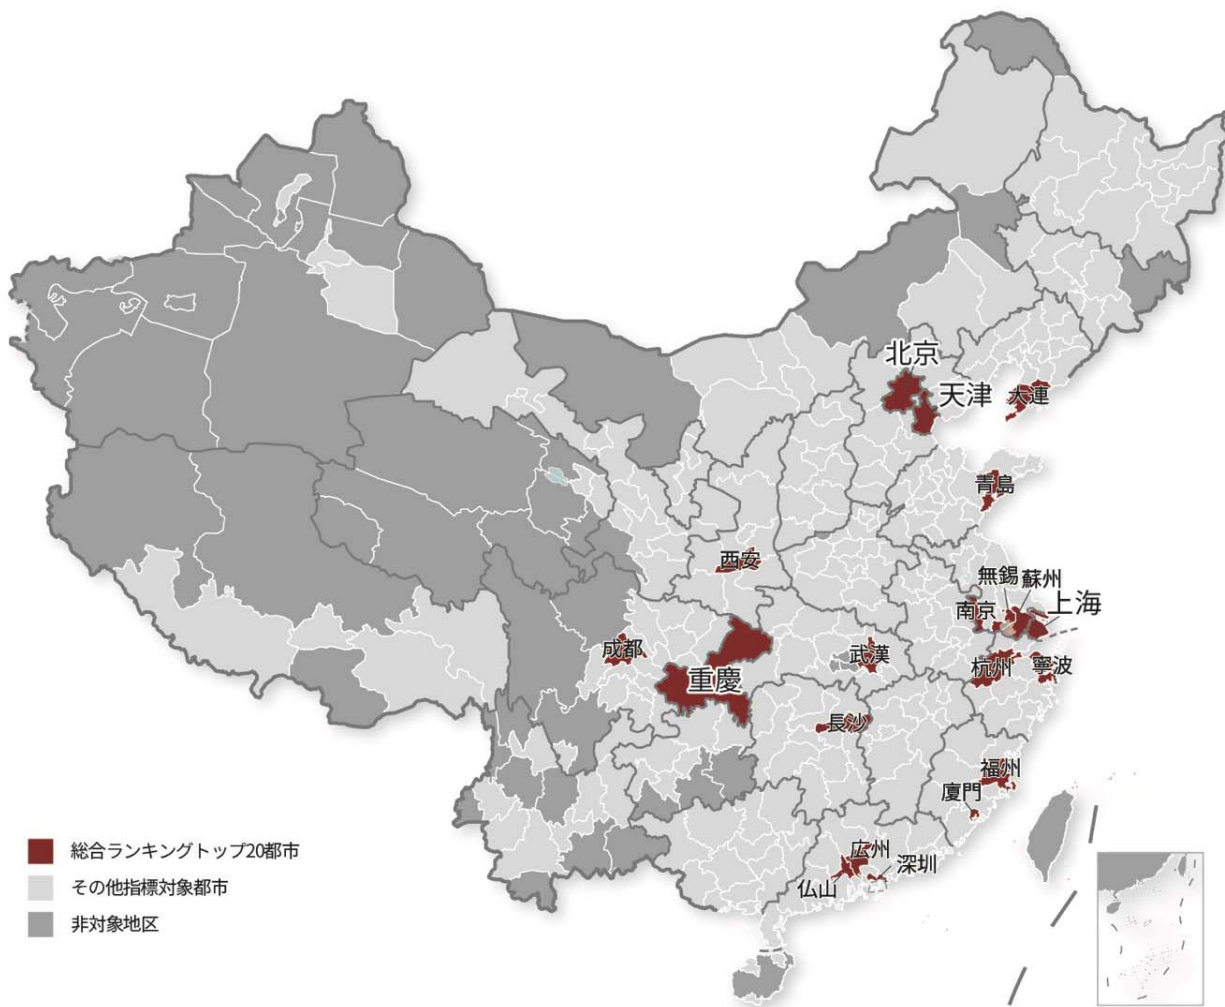 北京
天津
大連
青島
西安
無錫
蘇州
上海
南京
成都
武漢
杭州
寧波
重慶
長沙
福州
廈門
広州
深圳
仏山
総合ランキングトップ20都市
その他指標対象都市
非対象地区